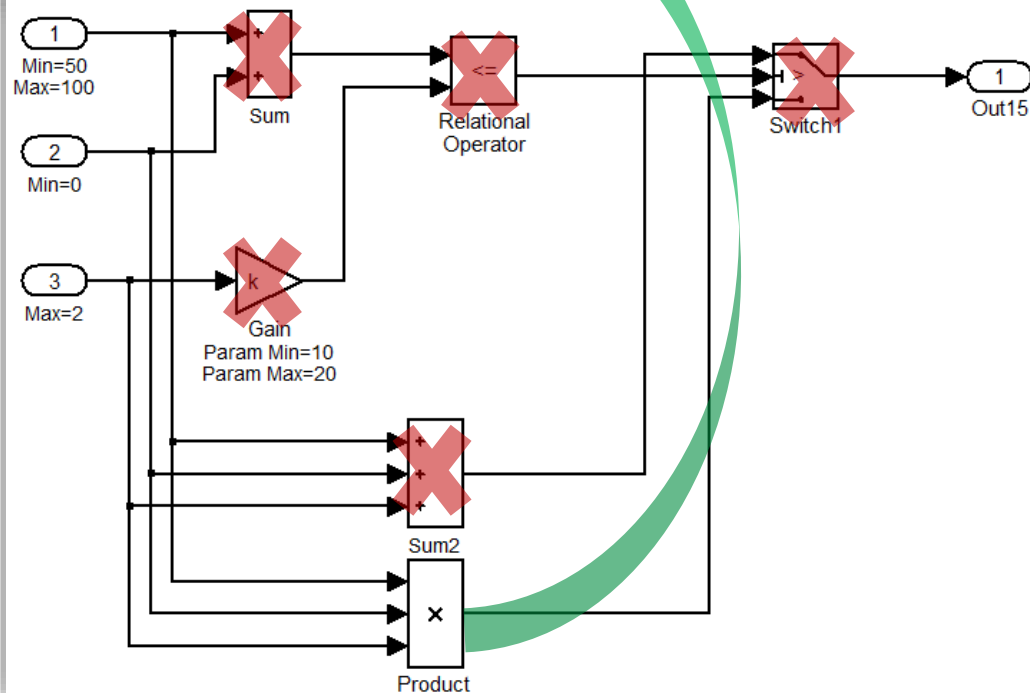 1
Min=50
Max=100
+
+
Sum
<=
Relational
Operator
>
Switch1
1
Out15
2
Min=0
3
Max=2
k
Gain
Param Min=10
Param Max=20
+
+
+
Sum2
×
Product